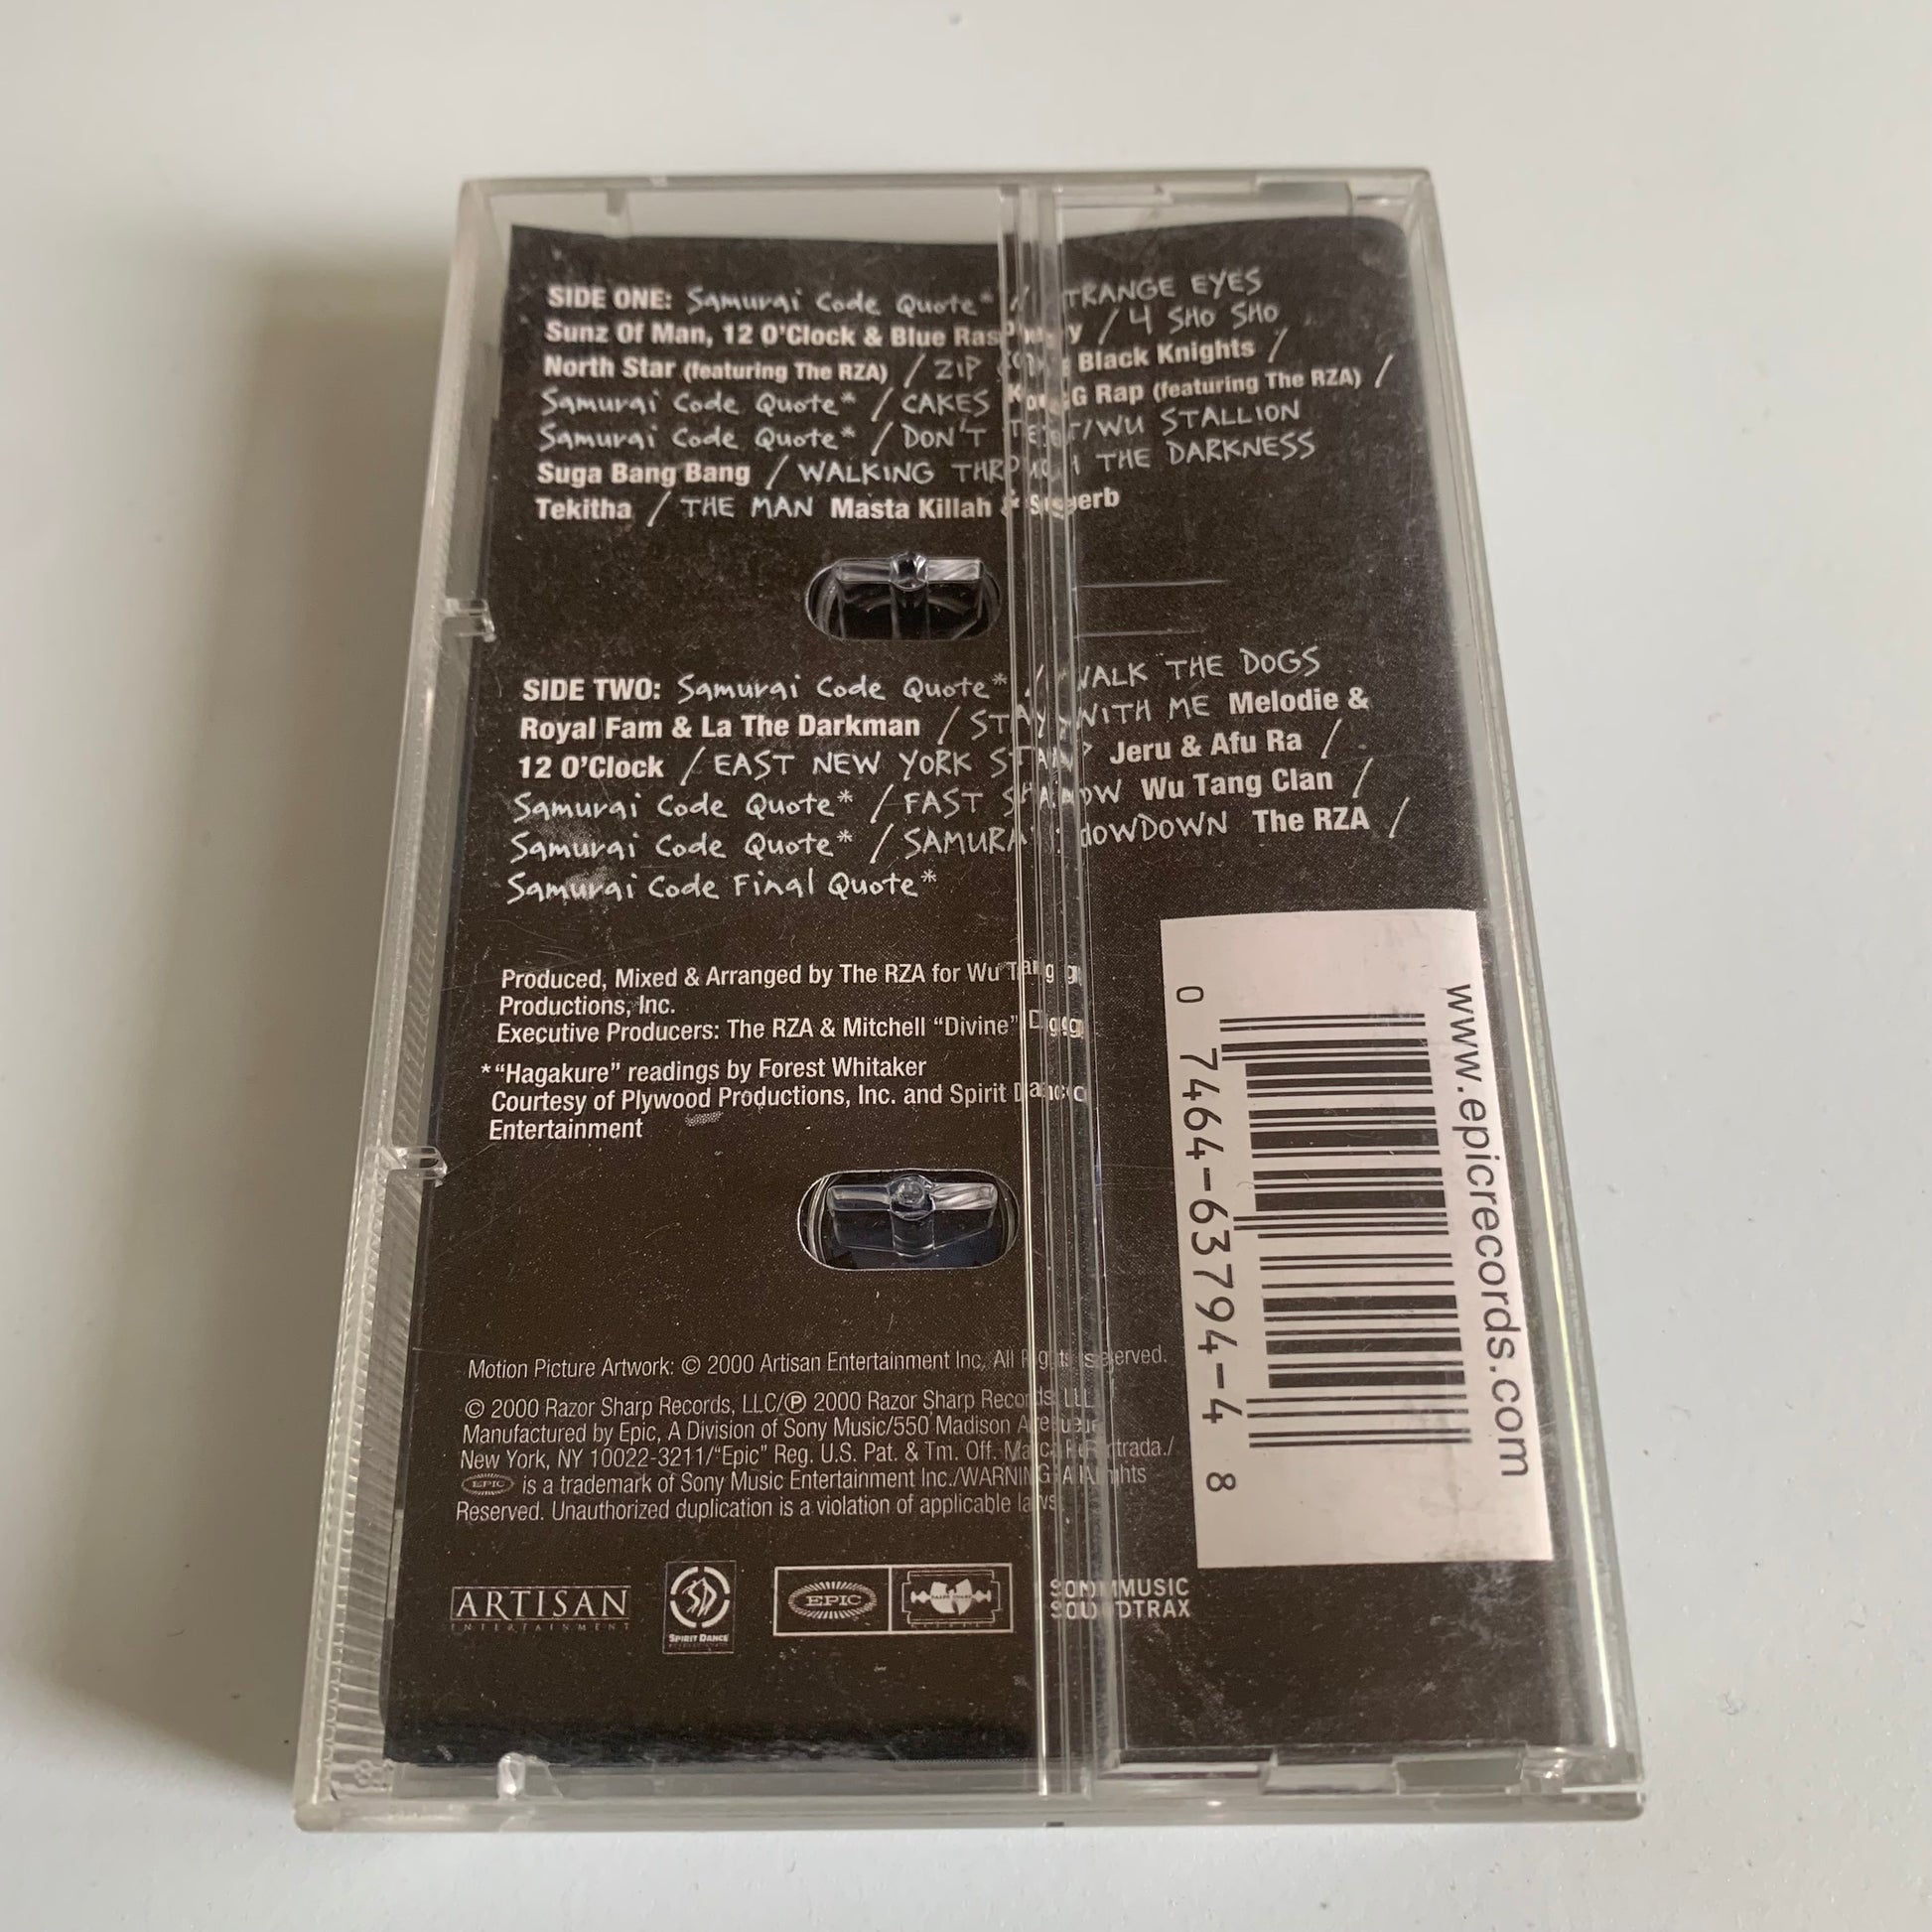 SIDE ONE: Samurai Code Quote* / STRANGE EYES
Sunz Of Man, 12 O'Clock & Blue Raspberry / 4 SHO SHO
North Star (featuring The RZA) / ZIP CODE Black Knights /
Samurai Code Quote* / CAKES Kool G Rap (featuring The RZA) /
Samurai Code Quote* / DON'T TEST/WU STALLION
Suga Bang Bang / WALKING THROUGH THE DARKNESS
Tekitha / THE MAN Masta Killah & Superb
SIDE TWO: Samurai Code Quote* / WALK THE DOGS
Royal Fam & La The Darkman / STAY WITH ME Melodie &
12 O'Clock / EAST NEW YORK STAMP Jeru & Afu Ra /
Samurai Code Quote* / FAST SHADOW Wu Tang Clan /
Samurai Code Quote* / SAMURAI SHOWDOWN The RZA /
Samurai Code Final Quote*
Produced, Mixed & Arranged by The RZA for Wu Tang
Productions, Inc.
Executive Producers: The RZA & Mitchell “Divine”
*“Hagakure” readings by Forest Whitaker
Courtesy of Plywood Productions, Inc. and Spirit Dance
Entertainment
Motion Picture Artwork: © 2000 Artisan Entertainment Inc, All Rights Reserved.
© 2000 Razor Sharp Records, LLC/℗ 2000 Razor Sharp Records LLC
Manufactured by Epic, A Division of Sony Music/550 Madison Avenue
New York, NY 10022-3211/“Epic” Reg. U.S. Pat. & Tm. Off. Marca Registrada./
EPIC is a trademark of Sony Music Entertainment Inc./WARNING: All Rights
Reserved. Unauthorized duplication is a violation of applicable laws.
ARTISAN
ENTERTAINMENT
SPIRIT DANCE
EPIC
SONY MUSIC
SOUNDTRAX
www.epicrecords.com
0 7464-63794-4 8